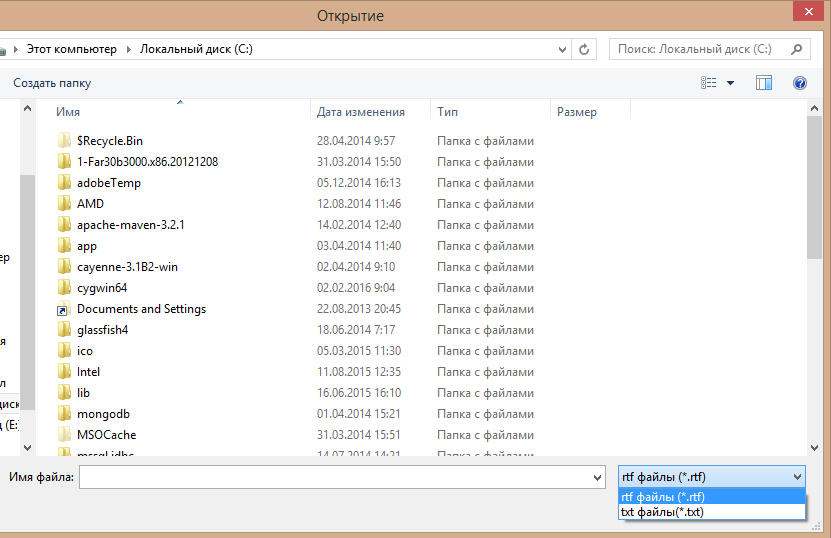 Открытие
Этот компьютер Локальный диск (C:)
Поиск: Локальный диск (C:)
Создать папку
Имя Дата изменения Тип Размер
$Recycle.Bin 28.04.2014 9:57 Папка с файлами
1-Far30b3000.x86.20121208 31.03.2014 15:50 Папка с файлами
adobeTemp 05.12.2014 16:13 Папка с файлами
AMD 12.08.2014 11:46 Папка с файлами
apache-maven-3.2.1 14.02.2014 12:40 Папка с файлами
app 03.04.2014 11:40 Папка с файлами
cayenne-3.1B2-win 02.04.2014 9:10 Папка с файлами
cygwin64 02.02.2016 9:04 Папка с файлами
Documents and Settings 22.08.2013 20:45 Папка с файлами
glassfish4 18.06.2014 7:17 Папка с файлами
ico 05.03.2015 11:30 Папка с файлами
Intel 11.08.2015 12:35 Папка с файлами
lib 16.06.2015 16:10 Папка с файлами
mongodb 01.04.2014 15:21 Папка с файлами
MSOCache 31.03.2014 15:51 Папка с файлами
Имя файла: rtf файлы (*.rtf)
rtf файлы (*.rtf)
txt файлы(*.txt)